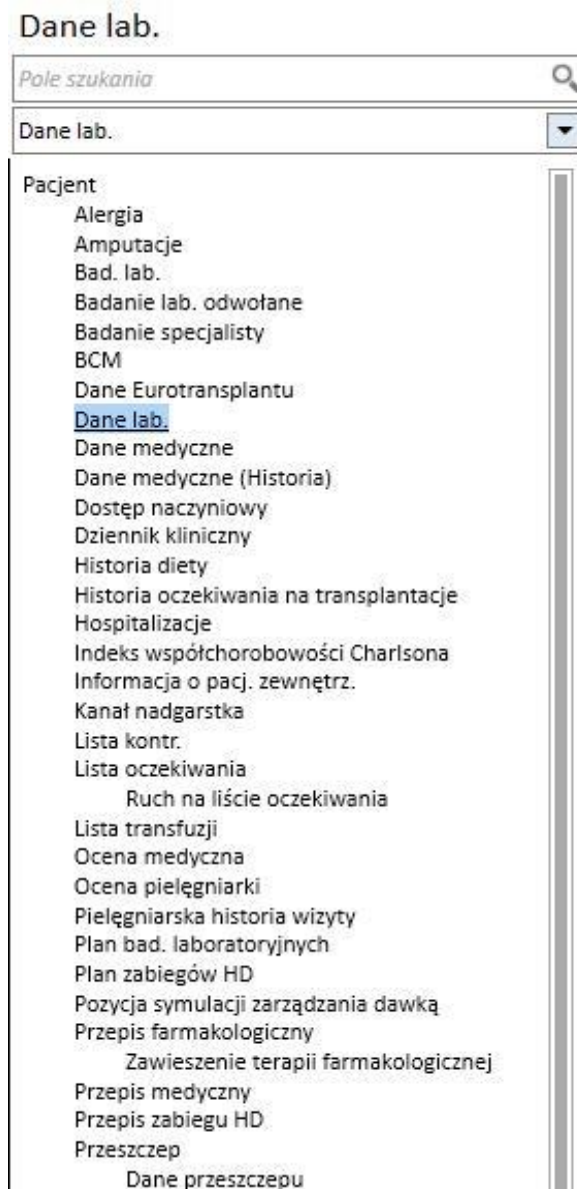 Dane lab.
Pole szukania
Dane lab.
Pacjent
Alergia
Amputacje
Bad. lab.
Badanie lab. odwołane
Badanie specjalisty
BCM
Dane Eurotransplantu
Dane lab.
Dane medyczne
Dane medyczne (Historia)
Dostęp naczyniowy
Dziennik kliniczny
Historia diety
Historia oczekiwania na transplantacje
Hospitalizacje
Indeks współchorobowości Charlsona
Informacja o pacj. zewnętrz.
Kanał nadgarstka
Lista kontr.
Lista oczekiwania
Ruch na liście oczekiwania
Lista transfuzji
Ocena medyczna
Ocena pielęgniarki
Pielęgniarska historia wizyty
Plan bad. laboratoryjnych
Plan zabiegów HD
Pozycja symulacji zarządzania dawką
Przepis farmakologiczny
Zawieszenie terapii farmakologicznej
Przepis medyczny
Przepis zabiegu HD
Przeszczep
Dane przeszczepu